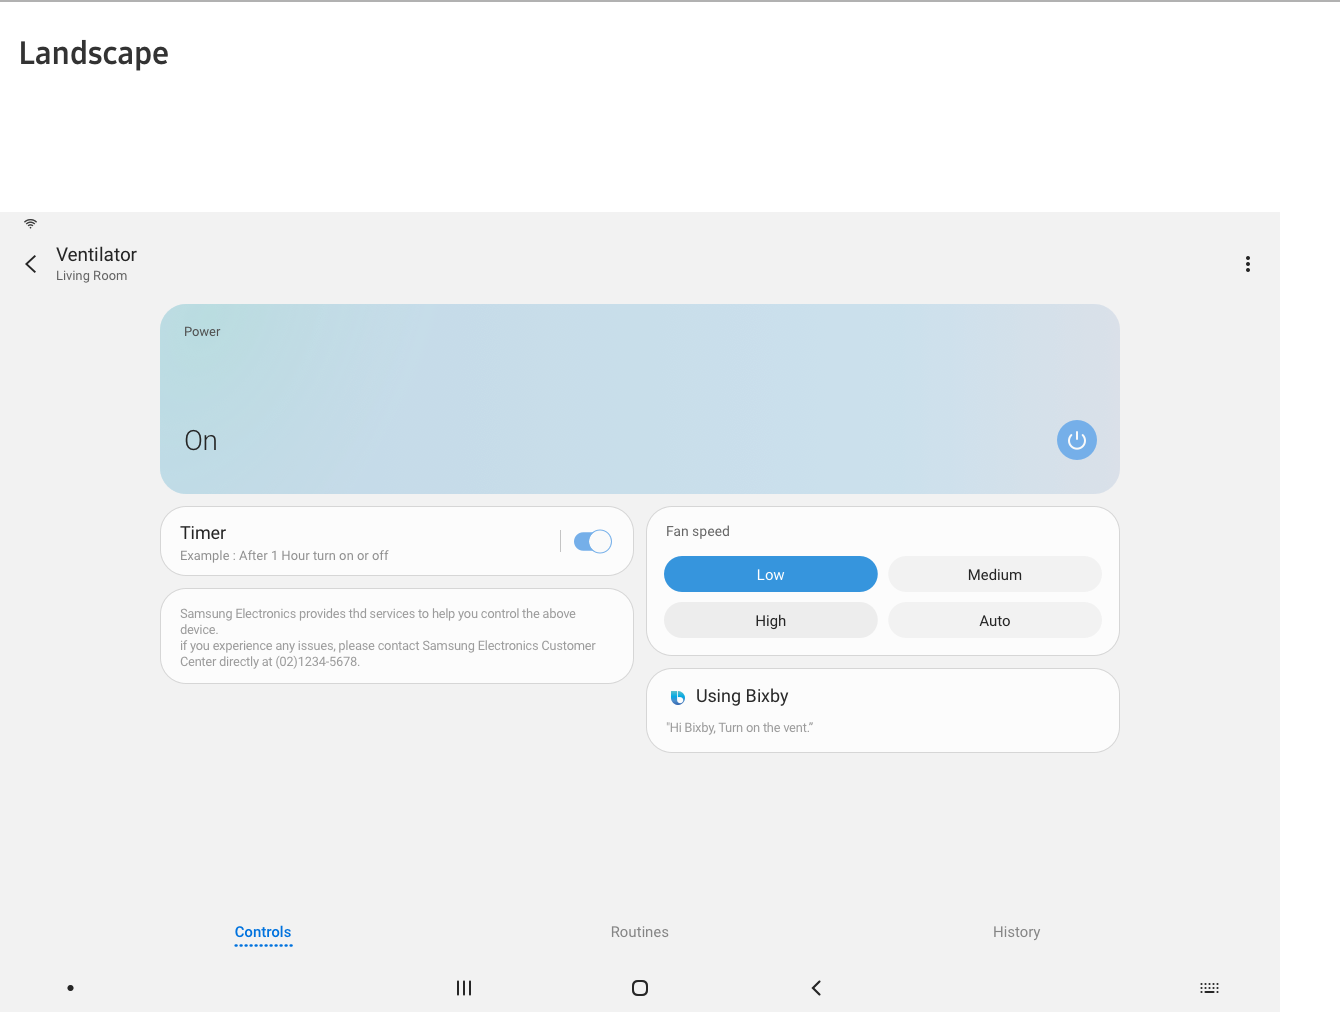 Landscape
Ventilator
Living Room
Power
On
Timer
Example : After 1 Hour turn on or off
Samsung Electronics provides thd services to help you control the above
device.
if you experience any issues, please contact Samsung Electronics Customer
Center directly at (02)1234-5678.
Fan speed
Low
Medium
High
Auto
Using Bixby
"Hi Bixby, Turn on the vent.”
Controls
Routines
History